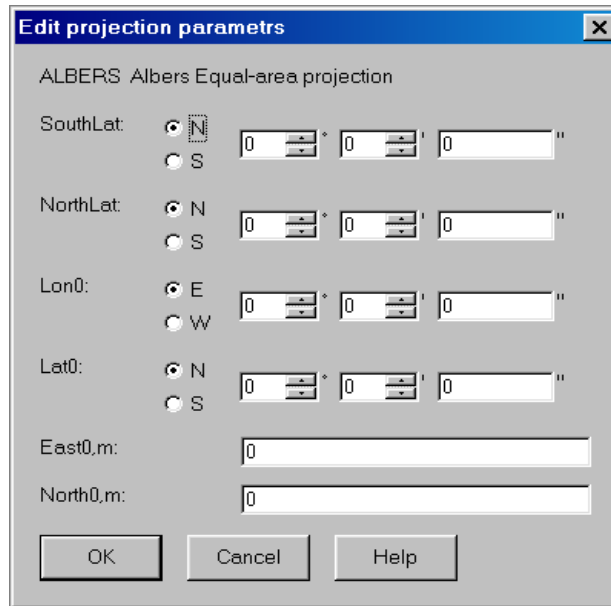 Edit projection parametrs
ALBERS Albers Equal-area projection
SouthLat: N 0 ° 0 ' 0 "
S
NorthLat: N 0 ° 0 ' 0 "
S
Lon0: E 0 ° 0 ' 0 "
W
Lat0: N 0 ° 0 ' 0 "
S
East0,m: 0
North0,m: 0
OK Cancel Help